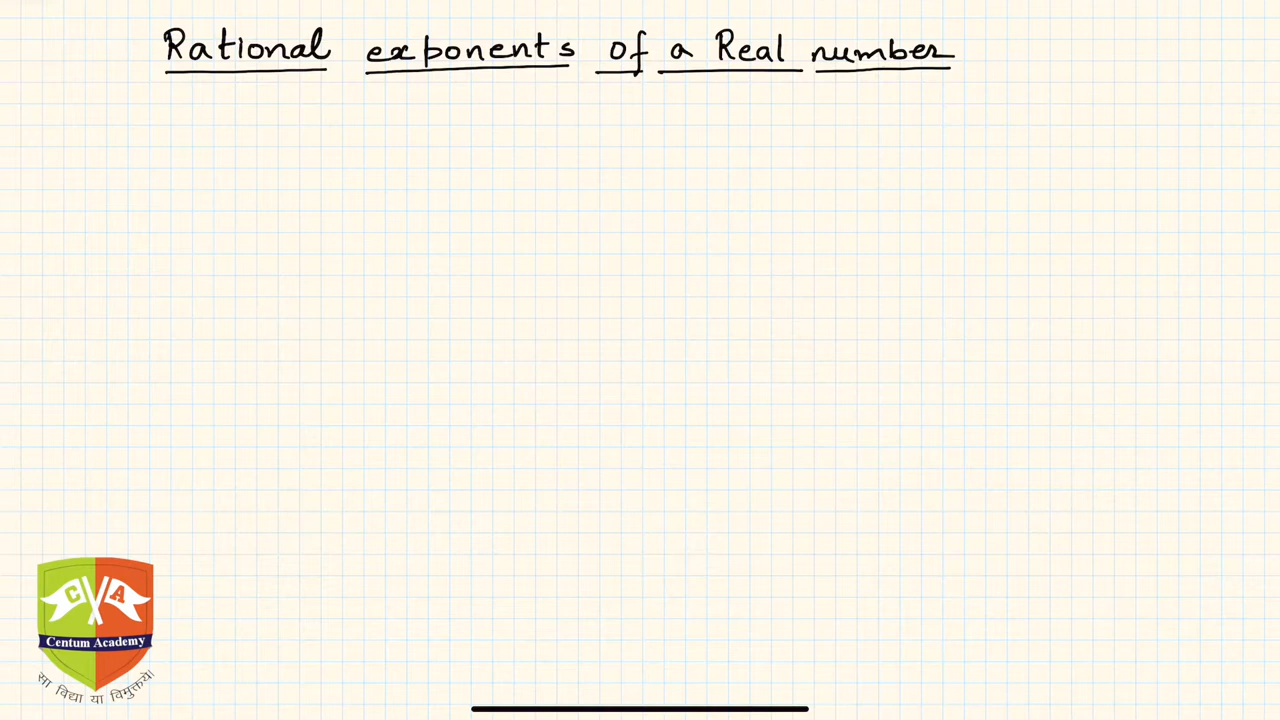 Rational exponents of a Real number
C A
Centum Academy
सा विद्या या विमुक्तये।